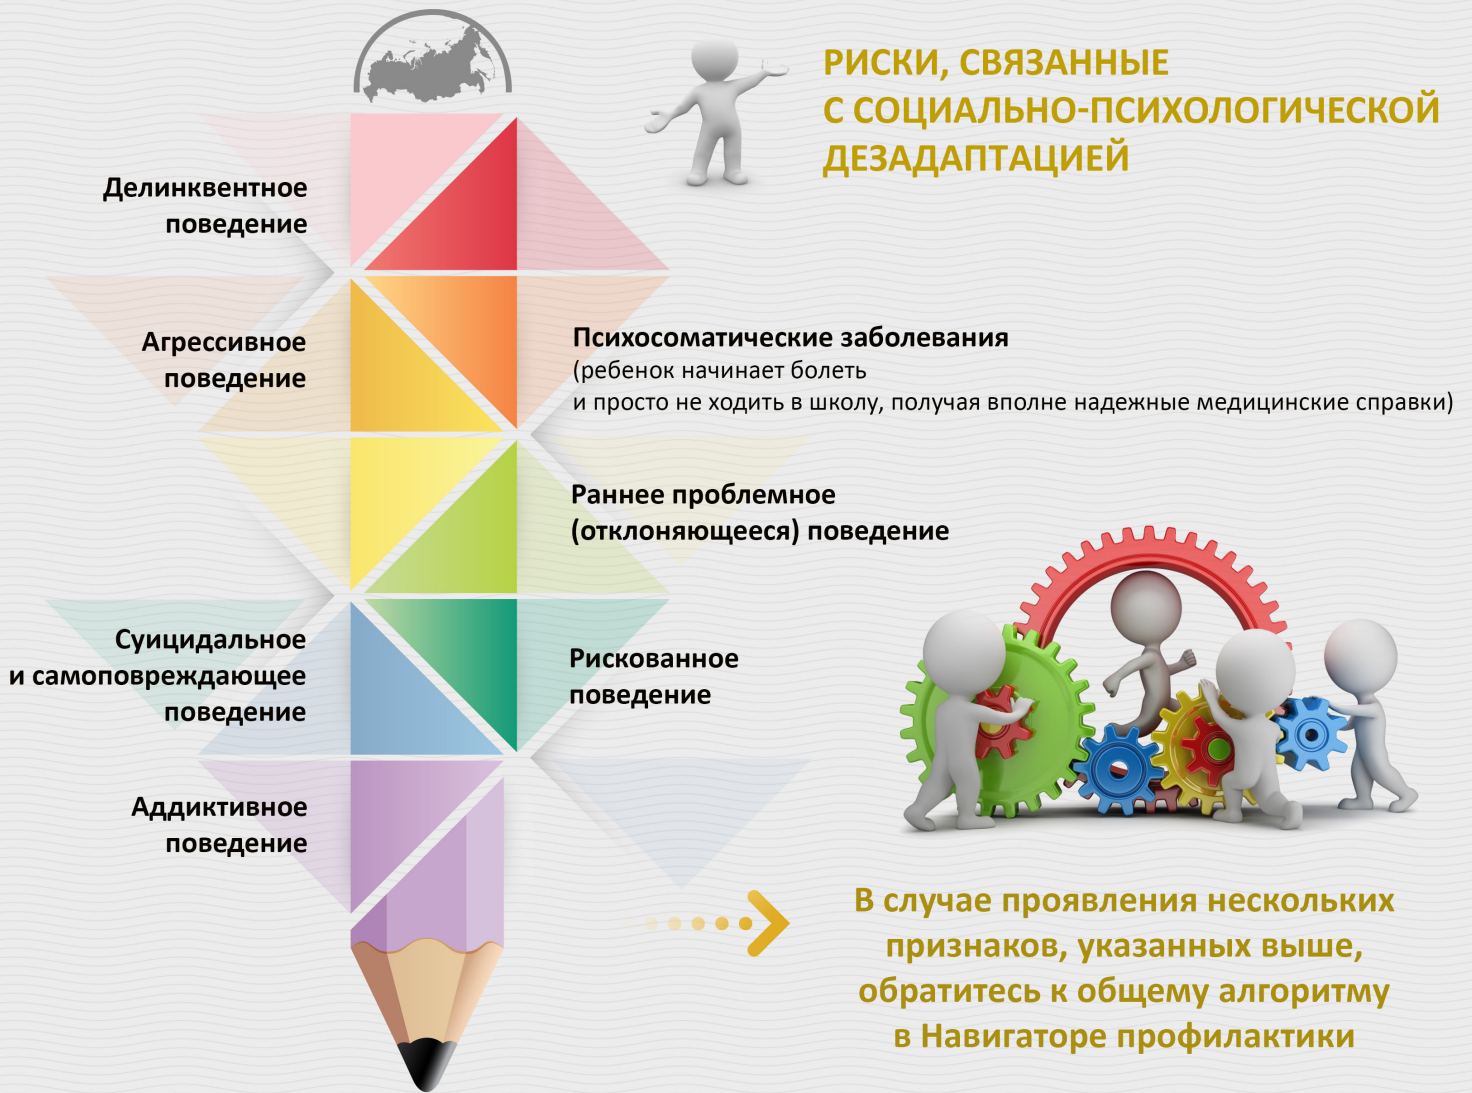 РИСКИ, СВЯЗАННЫЕ
С СОЦИАЛЬНО-ПСИХОЛОГИЧЕСКОЙ
ДЕЗАДАПТАЦИЕЙ
Делинквентное
поведение
Агрессивное
поведение
Психосоматические заболевания
(ребенок начинает болеть
и просто не ходить в школу, получая вполне надежные медицинские справки)
Раннее проблемное
(отклоняющееся) поведение
Суицидальное
и самоповреждающее
поведение
Рискованное
поведение
Аддиктивное
поведение
В случае проявления нескольких
признаков, указанных выше,
обратитесь к общему алгоритму
в Навигаторе профилактики